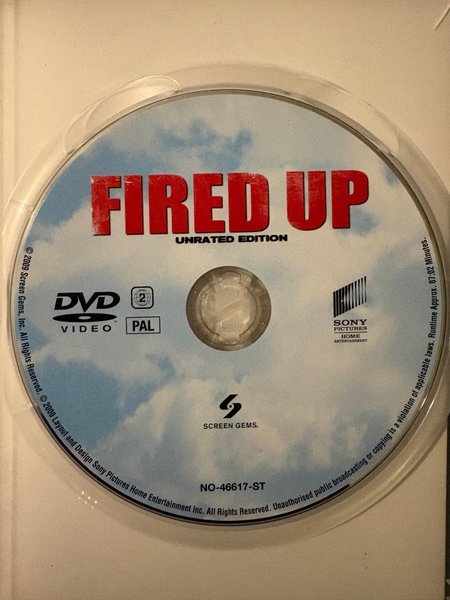 FIRED UP
UNRATED EDITION
DVD
VIDEO
2
PAL
SONY
PICTURES
HOME
ENTERTAINMENT
SCREEN GEMS.
NO-46617-ST
© 2009 Screen Gems, Inc. All Rights Reserved. © 2009 Layout and Design Sony Pictures Home Entertainment Inc. All Rights Reserved. Unauthorised public broadcasting or copying is a violation of applicable laws. Runtime Approx. 87:02 Minutes.